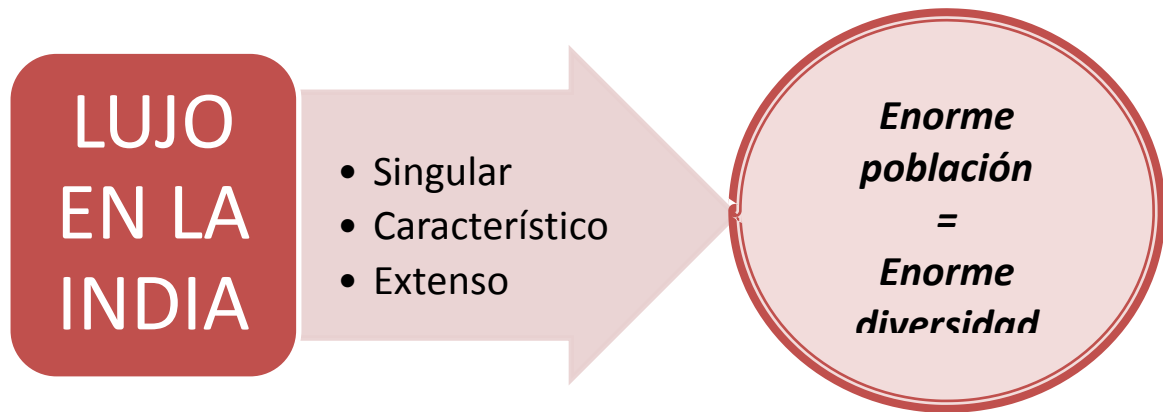 LUJO
EN LA
INDIA
• Singular
• Característico
• Extenso
Enorme
población
=
Enorme
diversidad